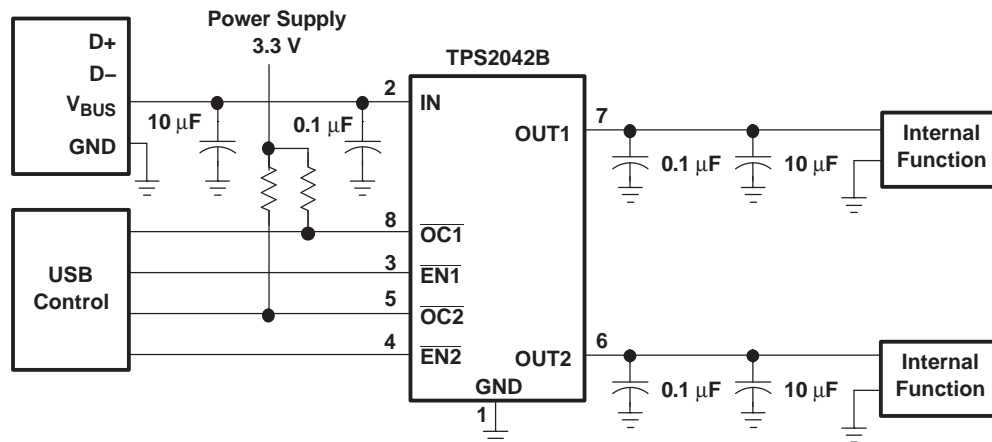 Power Supply
3.3 V
TPS2042B
D+
D−
VBUS
GND
10 μF
0.1 μF
2
IN
7
OUT1
0.1 μF
10 μF
Internal
Function
USB
Control
8
OC1
3
EN1
5
OC2
4
EN2
6
OUT2
GND
1
0.1 μF
10 μF
Internal
Function